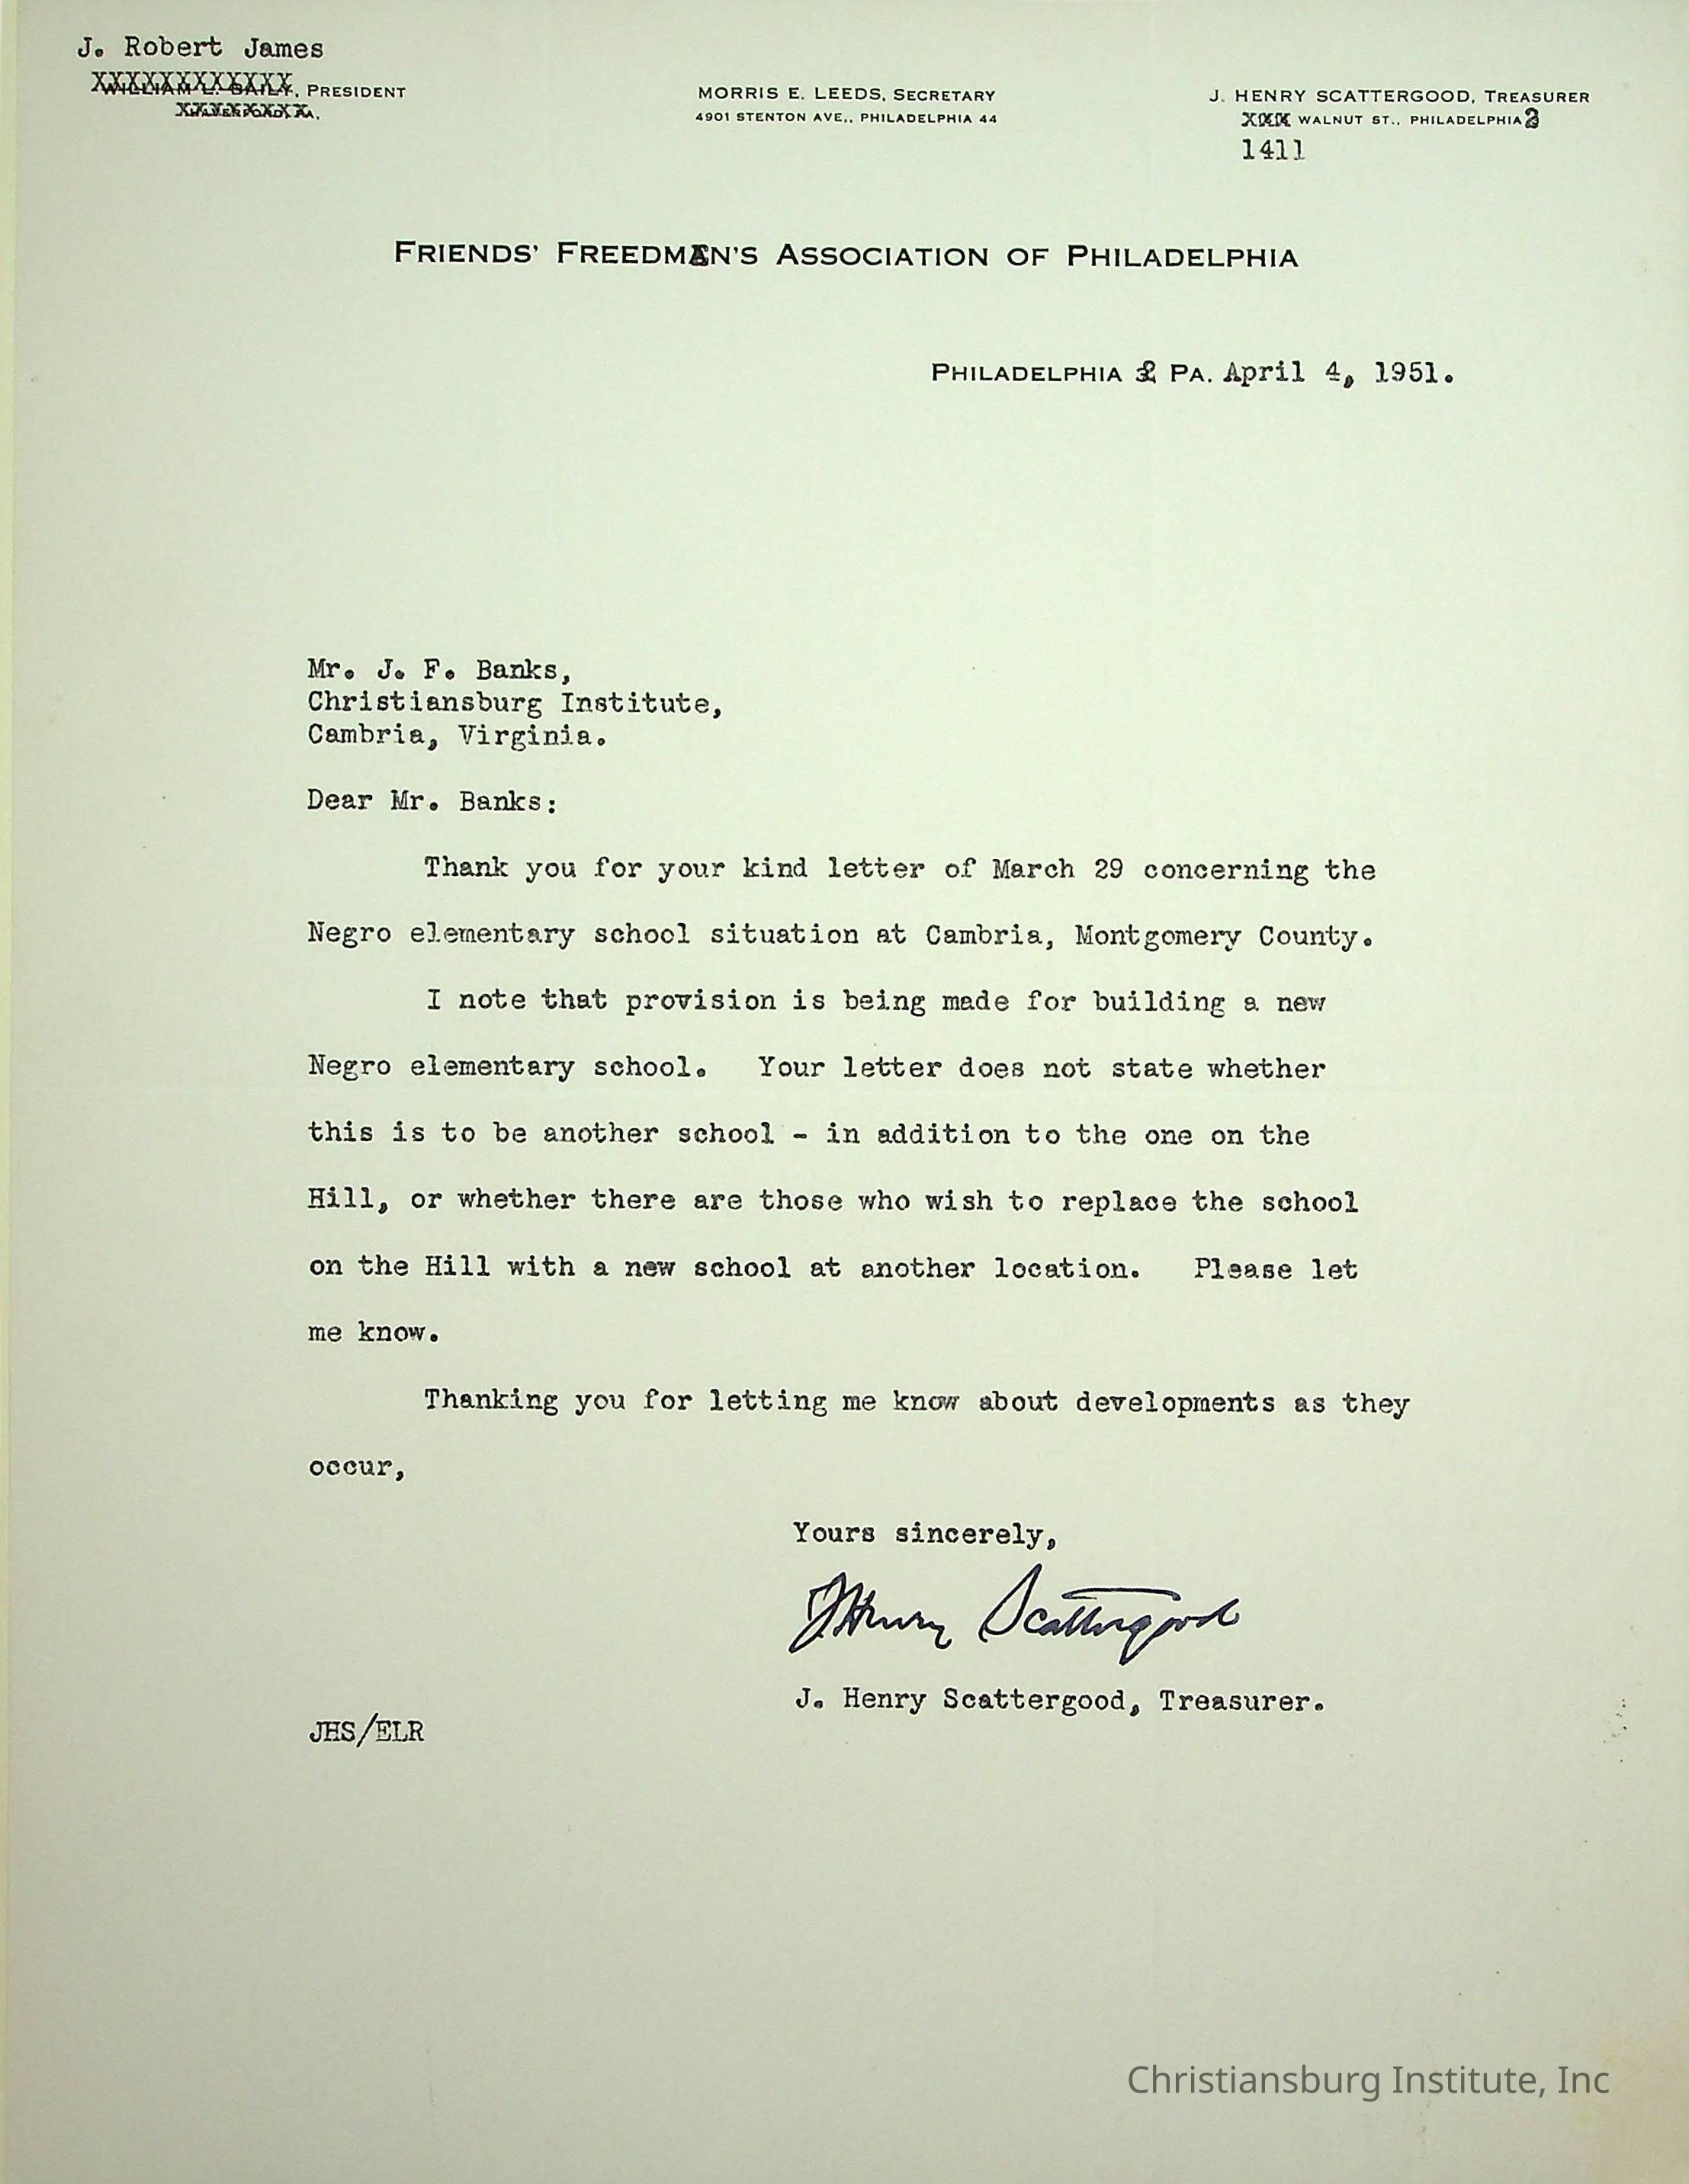 J. Robert James
WILLIAM L. BAILY, PRESIDENT
HAVERFORD, PA.
MORRIS E. LEEDS, SECRETARY
4901 STENTON AVE., PHILADELPHIA 44
J. HENRY SCATTERGOOD, TREASURER
XXX WALNUT ST., PHILADELPHIA 2
1411
FRIENDS' FREEDMEN'S ASSOCIATION OF PHILADELPHIA
PHILADELPHIA 2 PA. April 4, 1951.
Mr. J. F. Banks,
Christiansburg Institute,
Cambria, Virginia.
Dear Mr. Banks:
Thank you for your kind letter of March 29 concerning the
Negro elementary school situation at Cambria, Montgomery County.
I note that provision is being made for building a new
Negro elementary school. Your letter does not state whether
this is to be another school - in addition to the one on the
Hill, or whether there are those who wish to replace the school
on the Hill with a new school at another location. Please let
me know.
Thanking you for letting me know about developments as they
occur,
Yours sincerely,
J Henry Scattergood
J. Henry Scattergood, Treasurer.
JHS/ELR
Christiansburg Institute, Inc